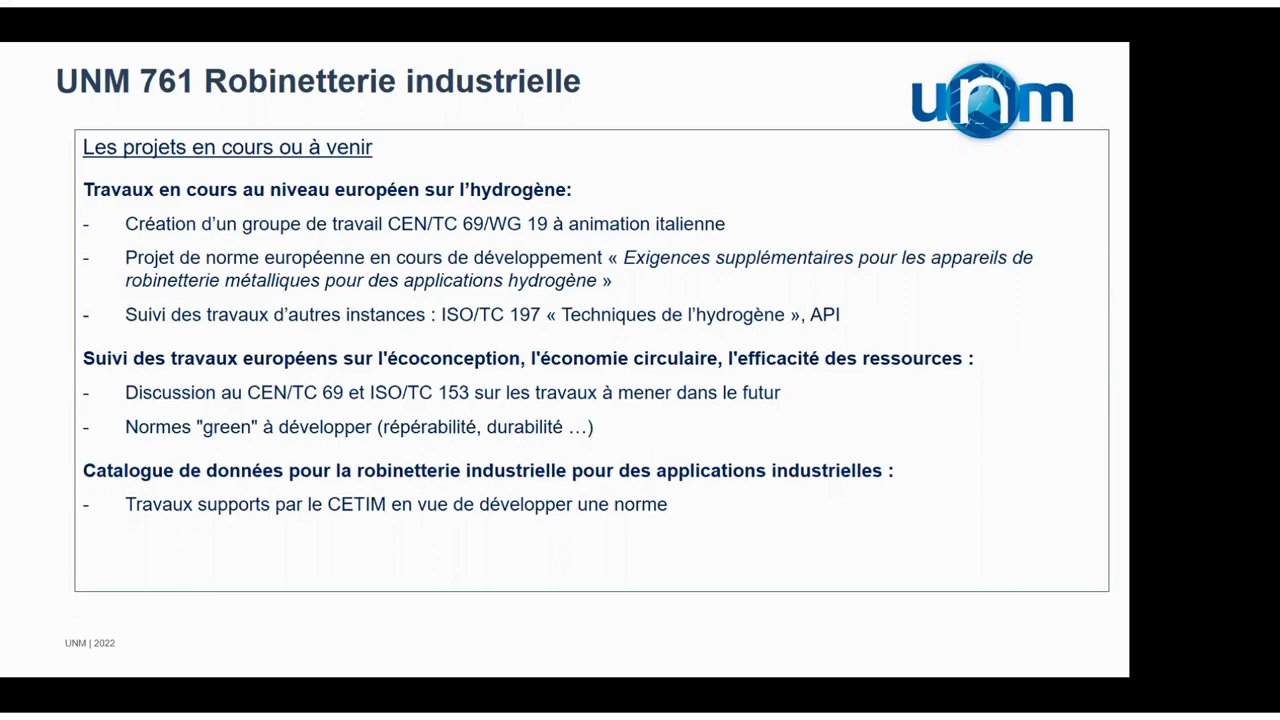 UNM 761 Robinetterie industrielle
unm
Les projets en cours ou à venir
Travaux en cours au niveau européen sur l’hydrogène:
- Création d’un groupe de travail CEN/TC 69/WG 19 à animation italienne
- Projet de norme européenne en cours de développement « Exigences supplémentaires pour les appareils de
robinetterie métalliques pour des applications hydrogène »
- Suivi des travaux d’autres instances : ISO/TC 197 « Techniques de l’hydrogène », API
Suivi des travaux européens sur l'écoconception, l'économie circulaire, l'efficacité des ressources :
- Discussion au CEN/TC 69 et ISO/TC 153 sur les travaux à mener dans le futur
- Normes "green" à développer (répérabilité, durabilité …)
Catalogue de données pour la robinetterie industrielle pour des applications industrielles :
- Travaux supports par le CETIM en vue de développer une norme
UNM | 2022